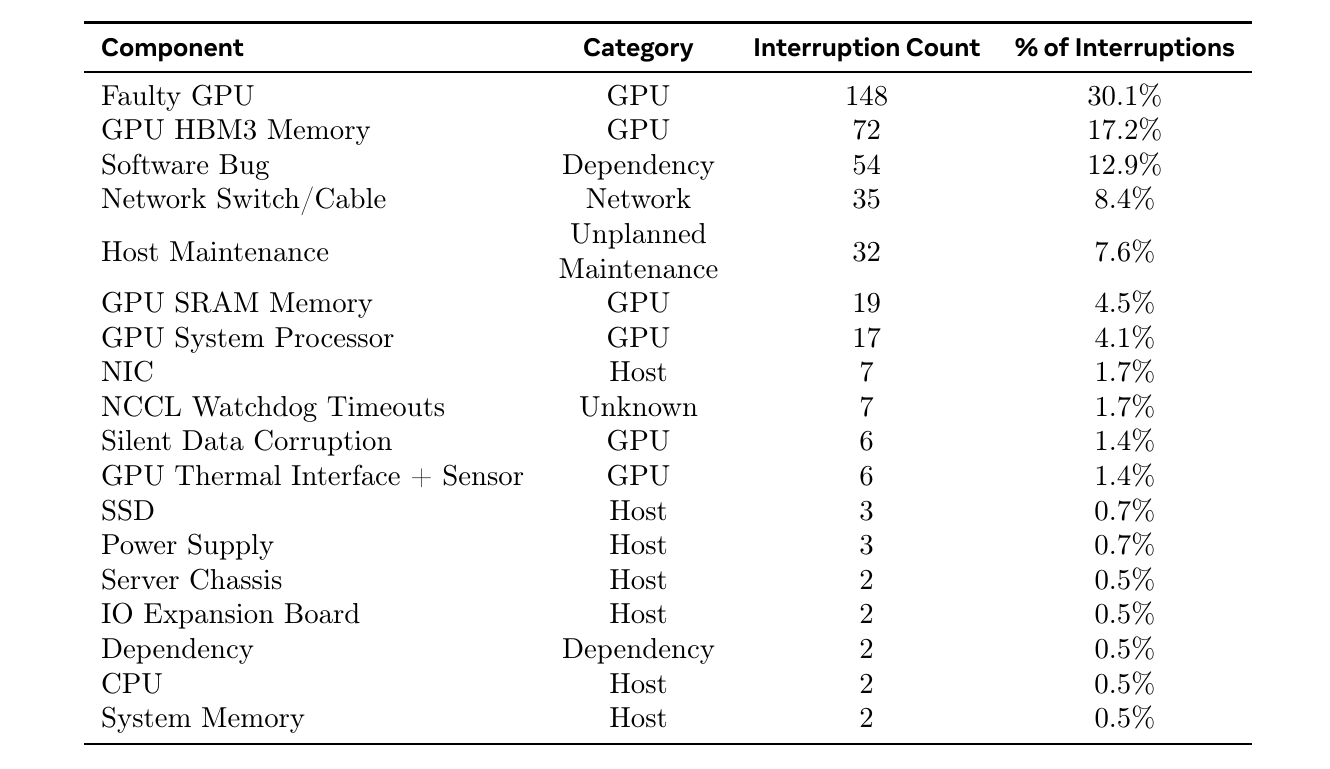 Component Category Interruption Count % of Interruptions
Faulty GPU GPU 148 30.1%
GPU HBM3 Memory GPU 72 17.2%
Software Bug Dependency 54 12.9%
Network Switch/Cable Network 35 8.4%
Host Maintenance Unplanned Maintenance 32 7.6%
GPU SRAM Memory GPU 19 4.5%
GPU System Processor GPU 17 4.1%
NIC Host 7 1.7%
NCCL Watchdog Timeouts Unknown 7 1.7%
Silent Data Corruption GPU 6 1.4%
GPU Thermal Interface + Sensor GPU 6 1.4%
SSD Host 3 0.7%
Power Supply Host 3 0.7%
Server Chassis Host 2 0.5%
IO Expansion Board Host 2 0.5%
Dependency Dependency 2 0.5%
CPU Host 2 0.5%
System Memory Host 2 0.5%